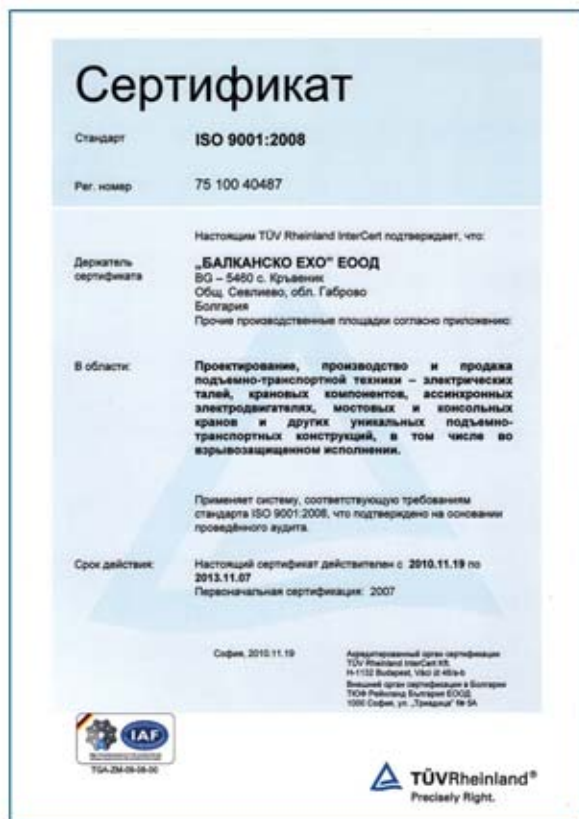 Сертификат
Стандарт
ISO 9001:2008
Рег. номер
75 100 40487
Настоящим TÜV Rheinland InterCert подтверждает, что:
Держатель
сертификата
„БАЛКАНСКО ЕХО" ЕООД
BG – 5460 с. Кръвеник
Общ. Севлиево, обл. Габрово
Болгария
Прочие производственные площадки согласно приложению:
В области:
Проектирование, производство и продажа
подъемно-транспортной техники – электрических
талей, крановых компонентов, ассинхронных
электродвигателях, мостовых и консольных
кранов и других уникальных подъемно-
транспортных конструкций, в том числе во
взрывозащищенном исполнении.
Применяет систему, соответствующую требованиям
стандарта ISO 9001:2008, что подтверждено на основании
проведённого аудита.
Срок действия:
Настоящий сертификат действителен с 2010.11.19 по
2013.11.07
Первоначальная сертификация: 2007
София, 2010.11.19
Акредитированный орган сертификации
TÜV Rheinland InterCert Kft.
H-1132 Budapest, Váci út 48/a-b
Внешний орган сертификации в Болгарии
ТЮФ Рейнланд България ЕООД
1000 София, ул. „Триадица" № 5А
IAF
TGA-ZM-09-08-00
TÜVRheinland®
Precisely Right.